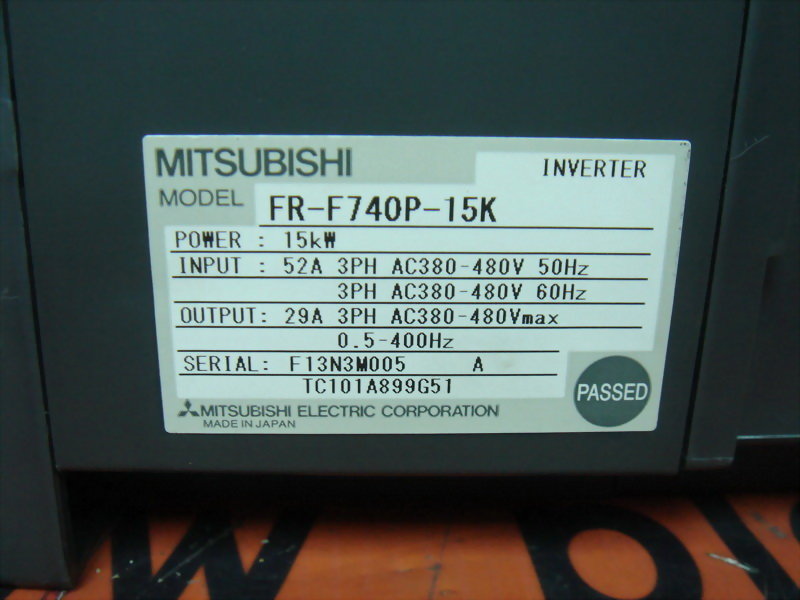 MITSUBISHI
INVERTER
MODEL FR-F740P-15K
POWER : 15kW
INPUT : 52A 3PH AC380-480V 50Hz
3PH AC380-480V 60Hz
OUTPUT: 29A 3PH AC380-480Vmax
0.5-400Hz
SERIAL: F13N3M005 A
TC101A899G51
PASSED
MITSUBISHI ELECTRIC CORPORATION
MADE IN JAPAN